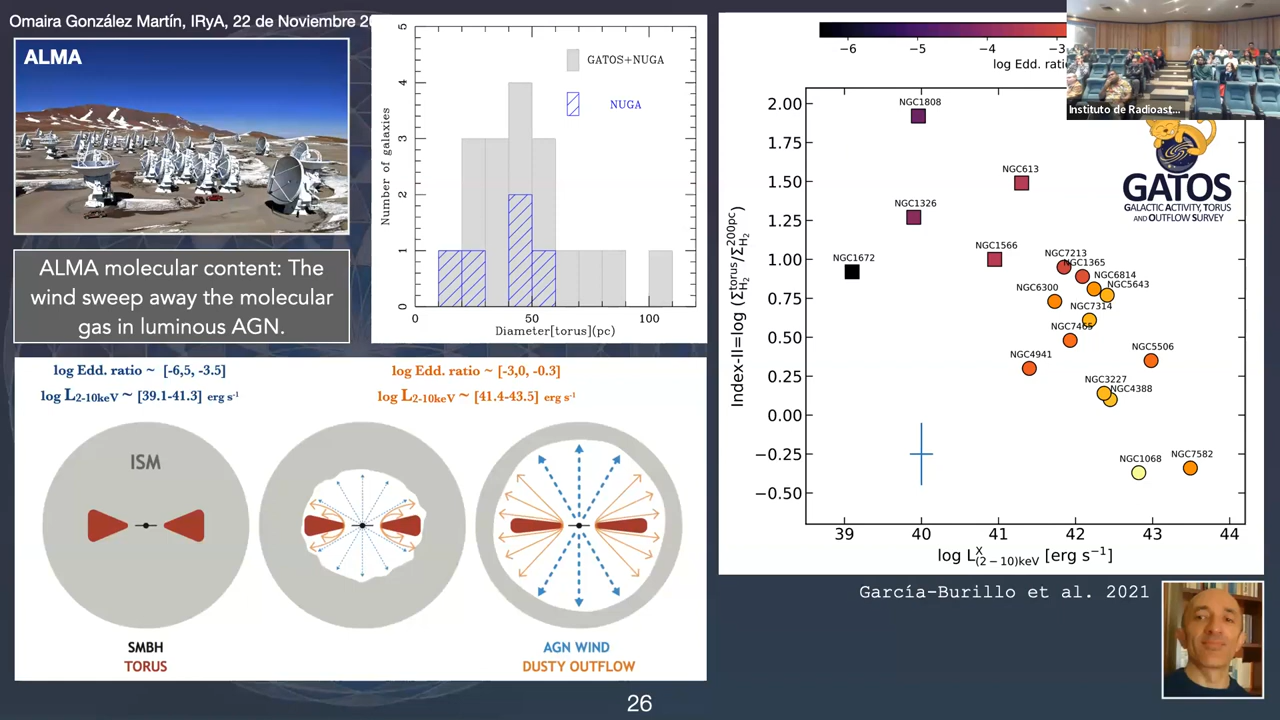 Omaira González Martín, IRyA, 22 de Noviembre 20
ALMA
ALMA molecular content: The
wind sweep away the molecular
gas in luminous AGN.
5
4
3
2
1
0
Number of galaxies
GATOS+NUGA
NUGA
0 50 100
Diameter[torus](pc)
log Edd. ratio ~ [-6,5, -3.5]
log L2-10keV ~ [39.1-41.3] erg s-1
log Edd. ratio ~ [-3,0, -0.3]
log L2-10keV ~ [41.4-43.5] erg s-1
ISM
SMBH
TORUS
AGN WIND
DUSTY OUTFLOW
−6 −5 −4 −3
log Edd. ratio
Instituto de Radioast...
GATOS
GALACTIC ACTIVITY, TORUS
AND OUTFLOW SURVEY
Index-II=log (Σ_H2^torus/Σ_H2^200pc)
2.00
1.75
1.50
1.25
1.00
0.75
0.50
0.25
0.00
−0.25
−0.50
NGC1808
NGC613
NGC1326
NGC1566
NGC7213
NGC1672
NGC1365
NGC6814
NGC5643
NGC6300
NGC7314
NGC7465
NGC5506
NGC4941
NGC3227
NGC4388
NGC1068
NGC7582
39 40 41 42 43 44
log L^X_(2−10)keV [erg s−1]
García-Burillo et al. 2021
26